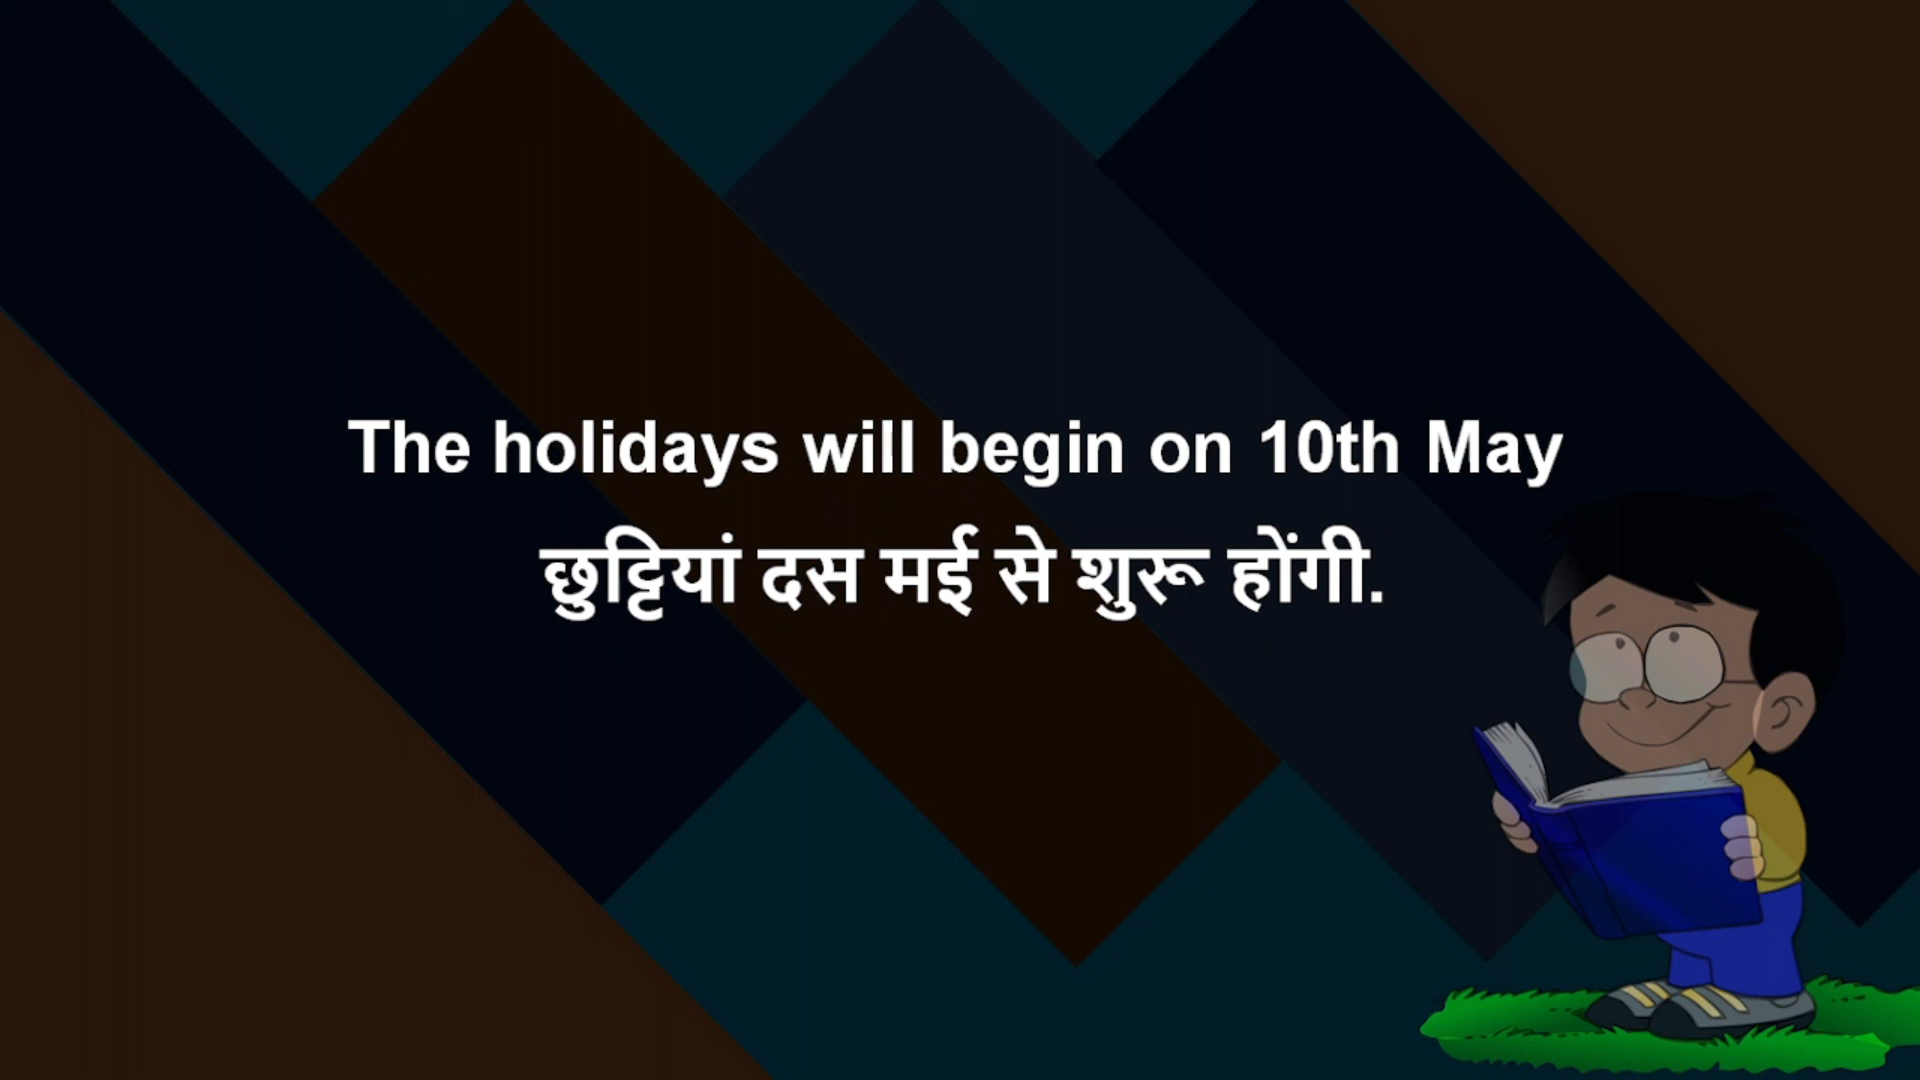 The holidays will begin on 10th May
छुट्टियां दस मई से शुरू होंगी.